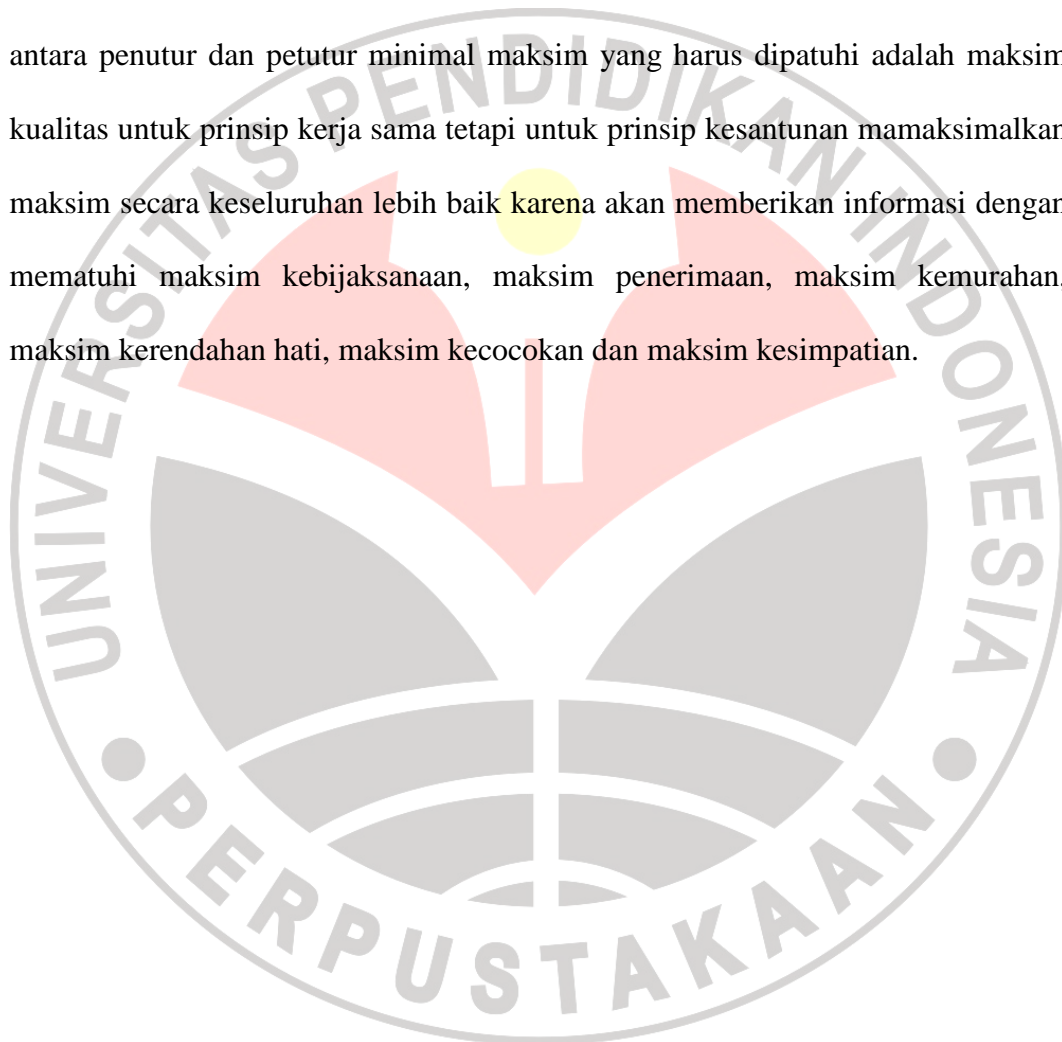 antara penutur dan petutur minimal maksim yang harus dipatuhi adalah maksim
kualitas untuk prinsip kerja sama tetapi untuk prinsip kesantunan mamaksimalkan
maksim secara keseluruhan lebih baik karena akan memberikan informasi dengan
mematuhi maksim kebijaksanaan, maksim penerimaan, maksim kemurahan,
maksim kerendahan hati, maksim kecocokan dan maksim kesimpatian.
UNIVERSITAS PENDIDIKAN INDONESIA
PERPUSTAKAAN